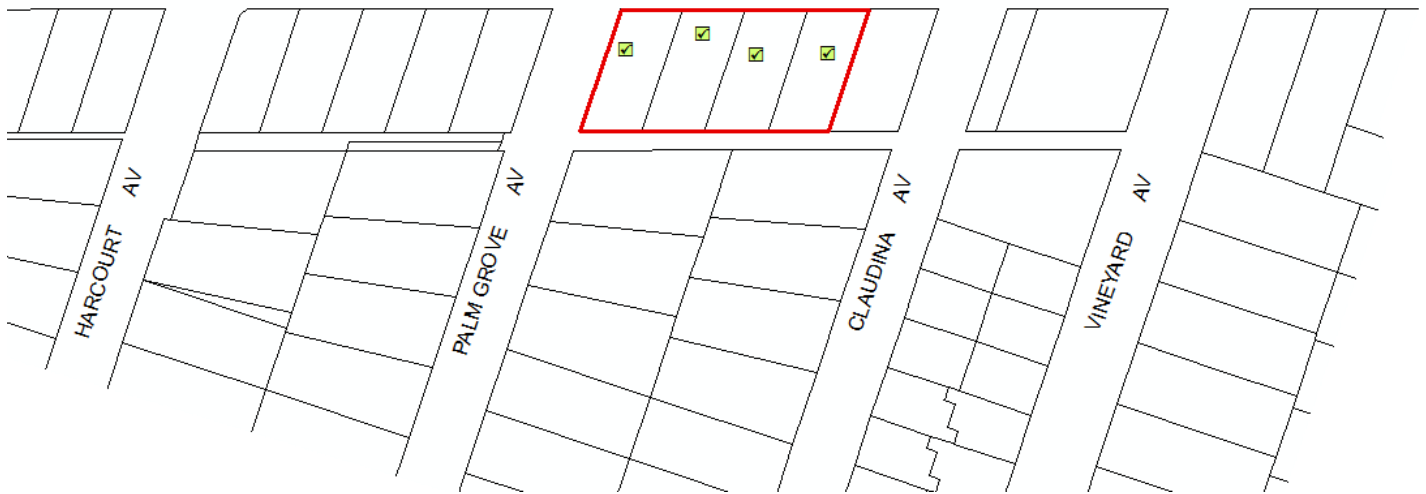 HARCOURT AV
PALM GROVE AV
CLAUDINA AV
VINEYARD AV